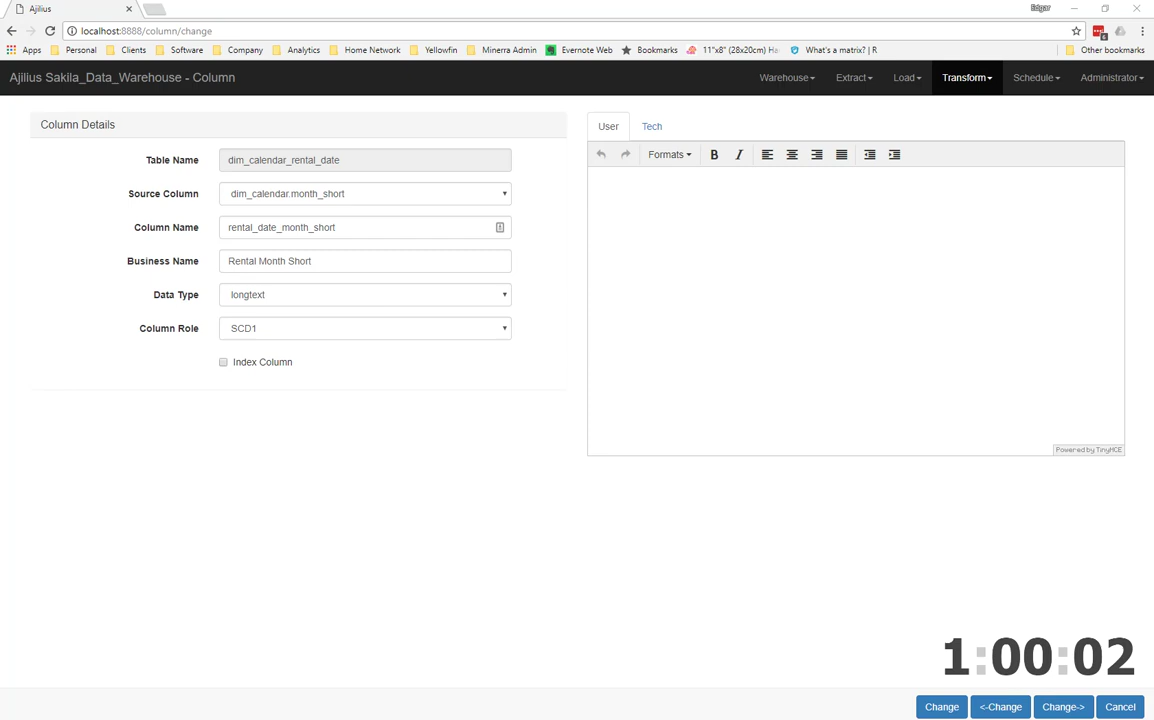 Ajilius
Edgar
localhost:8888/column/change
Apps Personal Clients Software Company Analytics Home Network Yellowfin Minerra Admin Evernote Web Bookmarks 11"x8" (28x20cm) Ha What's a matrix? | R Other bookmarks
Ajilius Sakila_Data_Warehouse - Column Warehouse Extract Load Transform Schedule Administrator
Column Details
User Tech
Table Name dim_calendar_rental_date
Formats B I
Source Column dim_calendar.month_short
Column Name rental_date_month_short
Business Name Rental Month Short
Data Type longtext
Column Role SCD1
Index Column
Powered by TinyMCE
1:00:02
Change <-Change Change-> Cancel